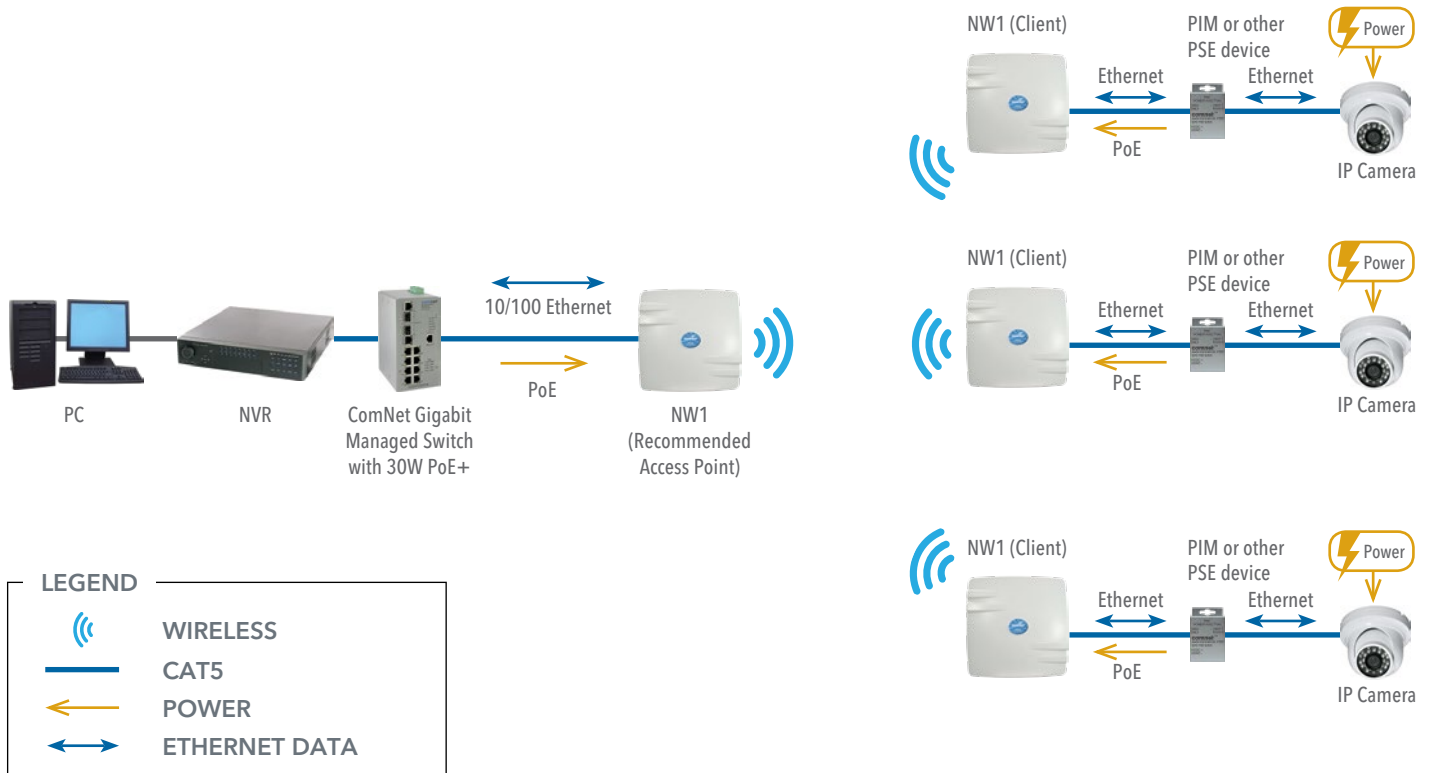 NW1 (Client)
PIM or other
PSE device
Power
Ethernet
Ethernet
PoE
IP Camera
NW1 (Client)
PIM or other
PSE device
Power
Ethernet
Ethernet
PoE
IP Camera
10/100 Ethernet
PoE
PC
NVR
ComNet Gigabit
Managed Switch
with 30W PoE+
NW1
(Recommended
Access Point)
NW1 (Client)
PIM or other
PSE device
Power
Ethernet
Ethernet
PoE
IP Camera
LEGEND
WIRELESS
CAT5
POWER
ETHERNET DATA